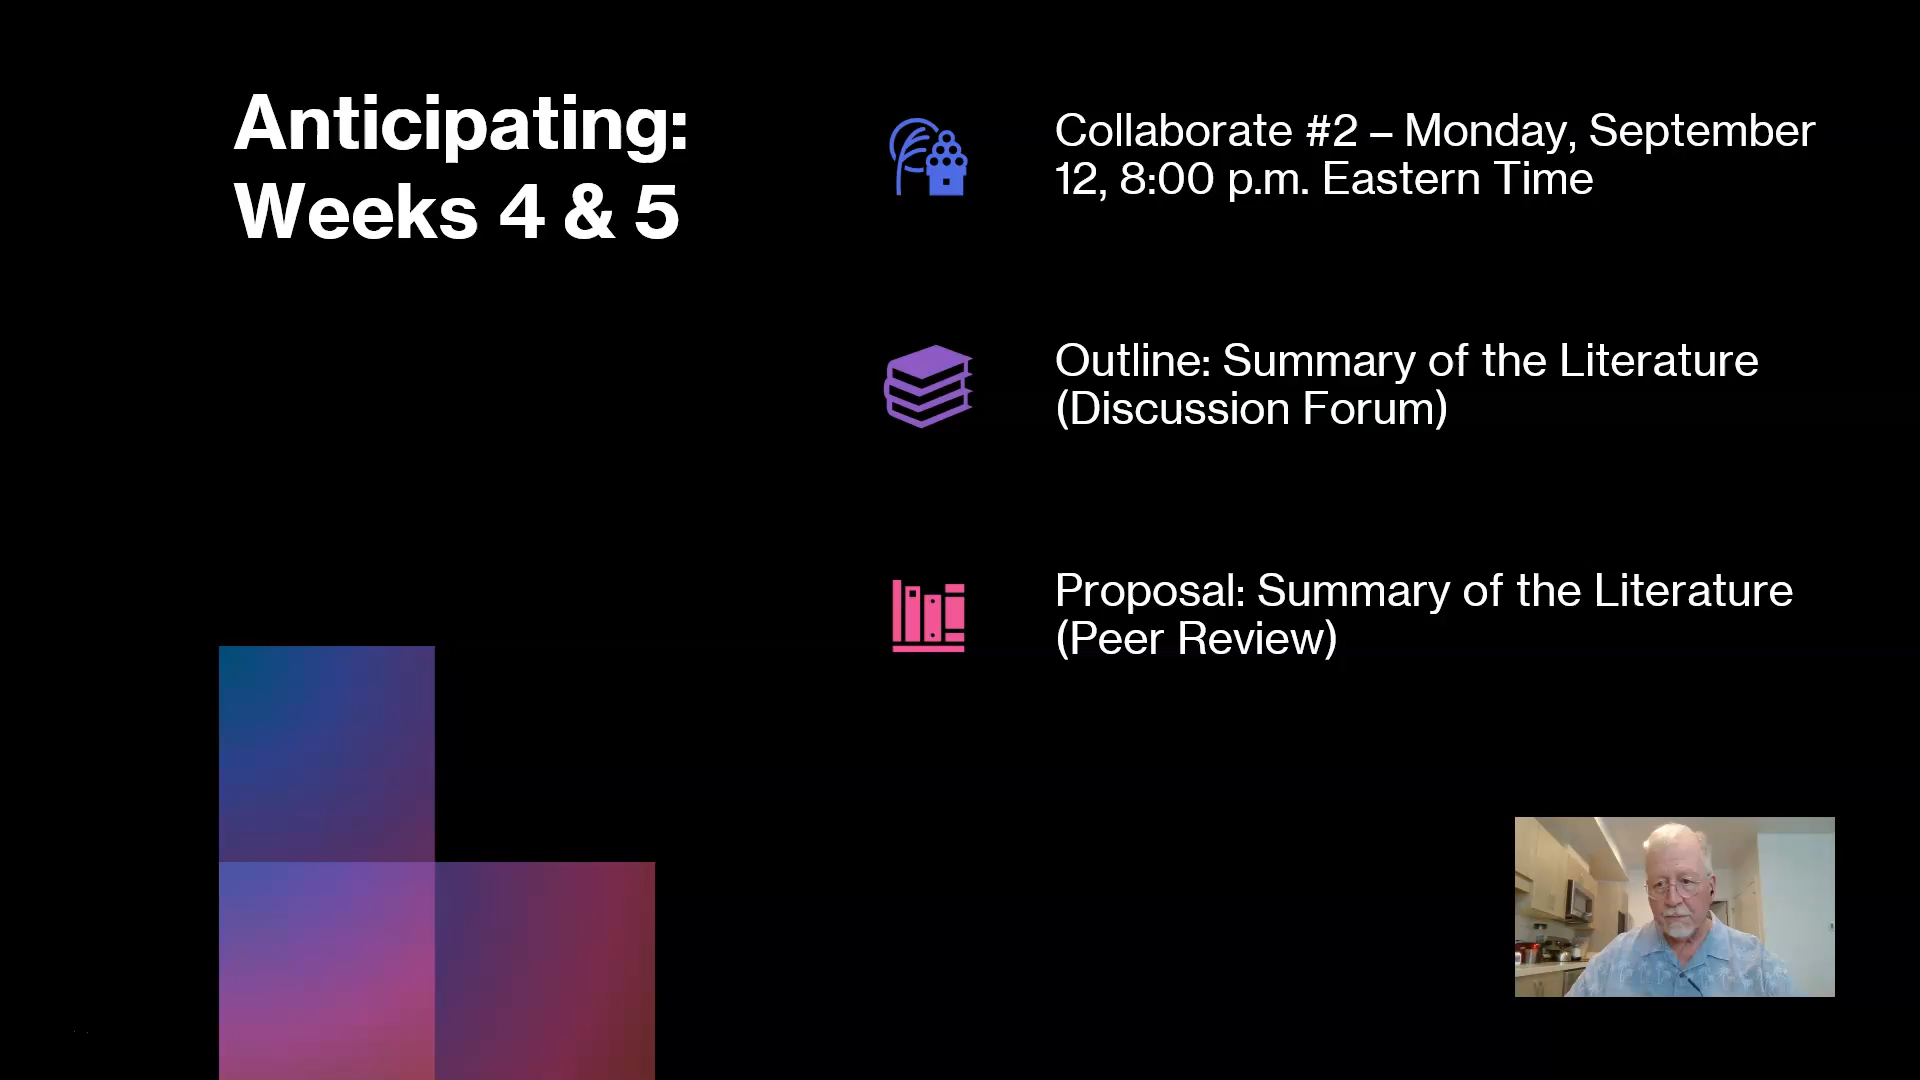 Anticipating:
Weeks 4 & 5
Collaborate #2 – Monday, September
12, 8:00 p.m. Eastern Time
Outline: Summary of the Literature
(Discussion Forum)
Proposal: Summary of the Literature
(Peer Review)